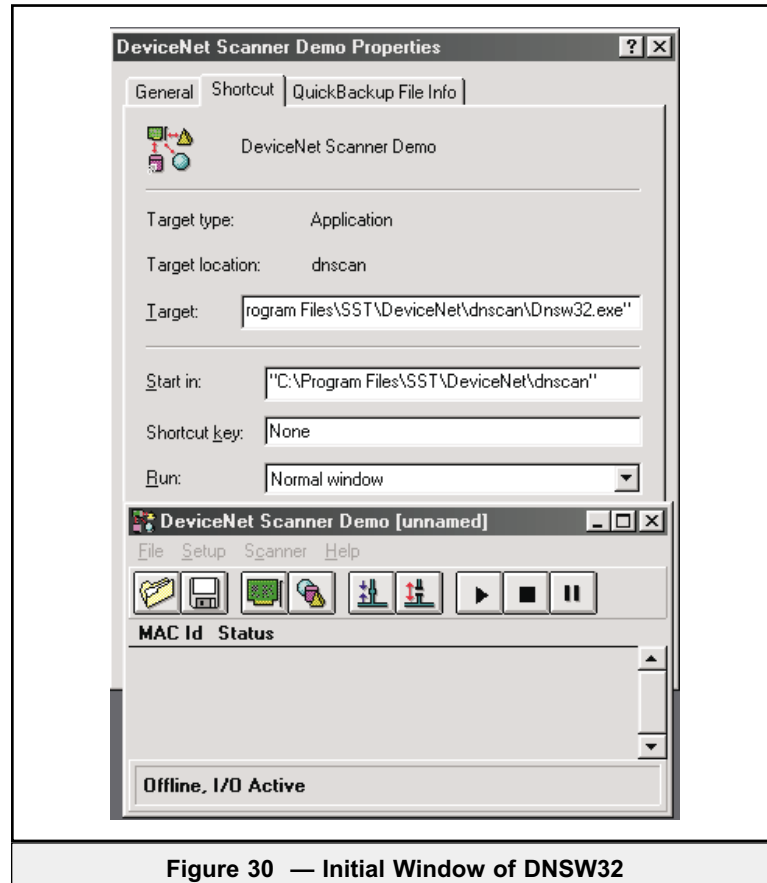 DeviceNet Scanner Demo Properties
General Shortcut QuickBackup File Info
DeviceNet Scanner Demo
Target type: Application
Target location: dnscan
Target: rogram Files\SST\DeviceNet\dnscan\Dnsw32.exe"
Start in: "C:\Program Files\SST\DeviceNet\dnscan"
Shortcut key: None
Run: Normal window
DeviceNet Scanner Demo [unnamed]
File Setup Scanner Help
MAC Id Status
Offline, I/O Active
Figure 30 — Initial Window of DNSW32